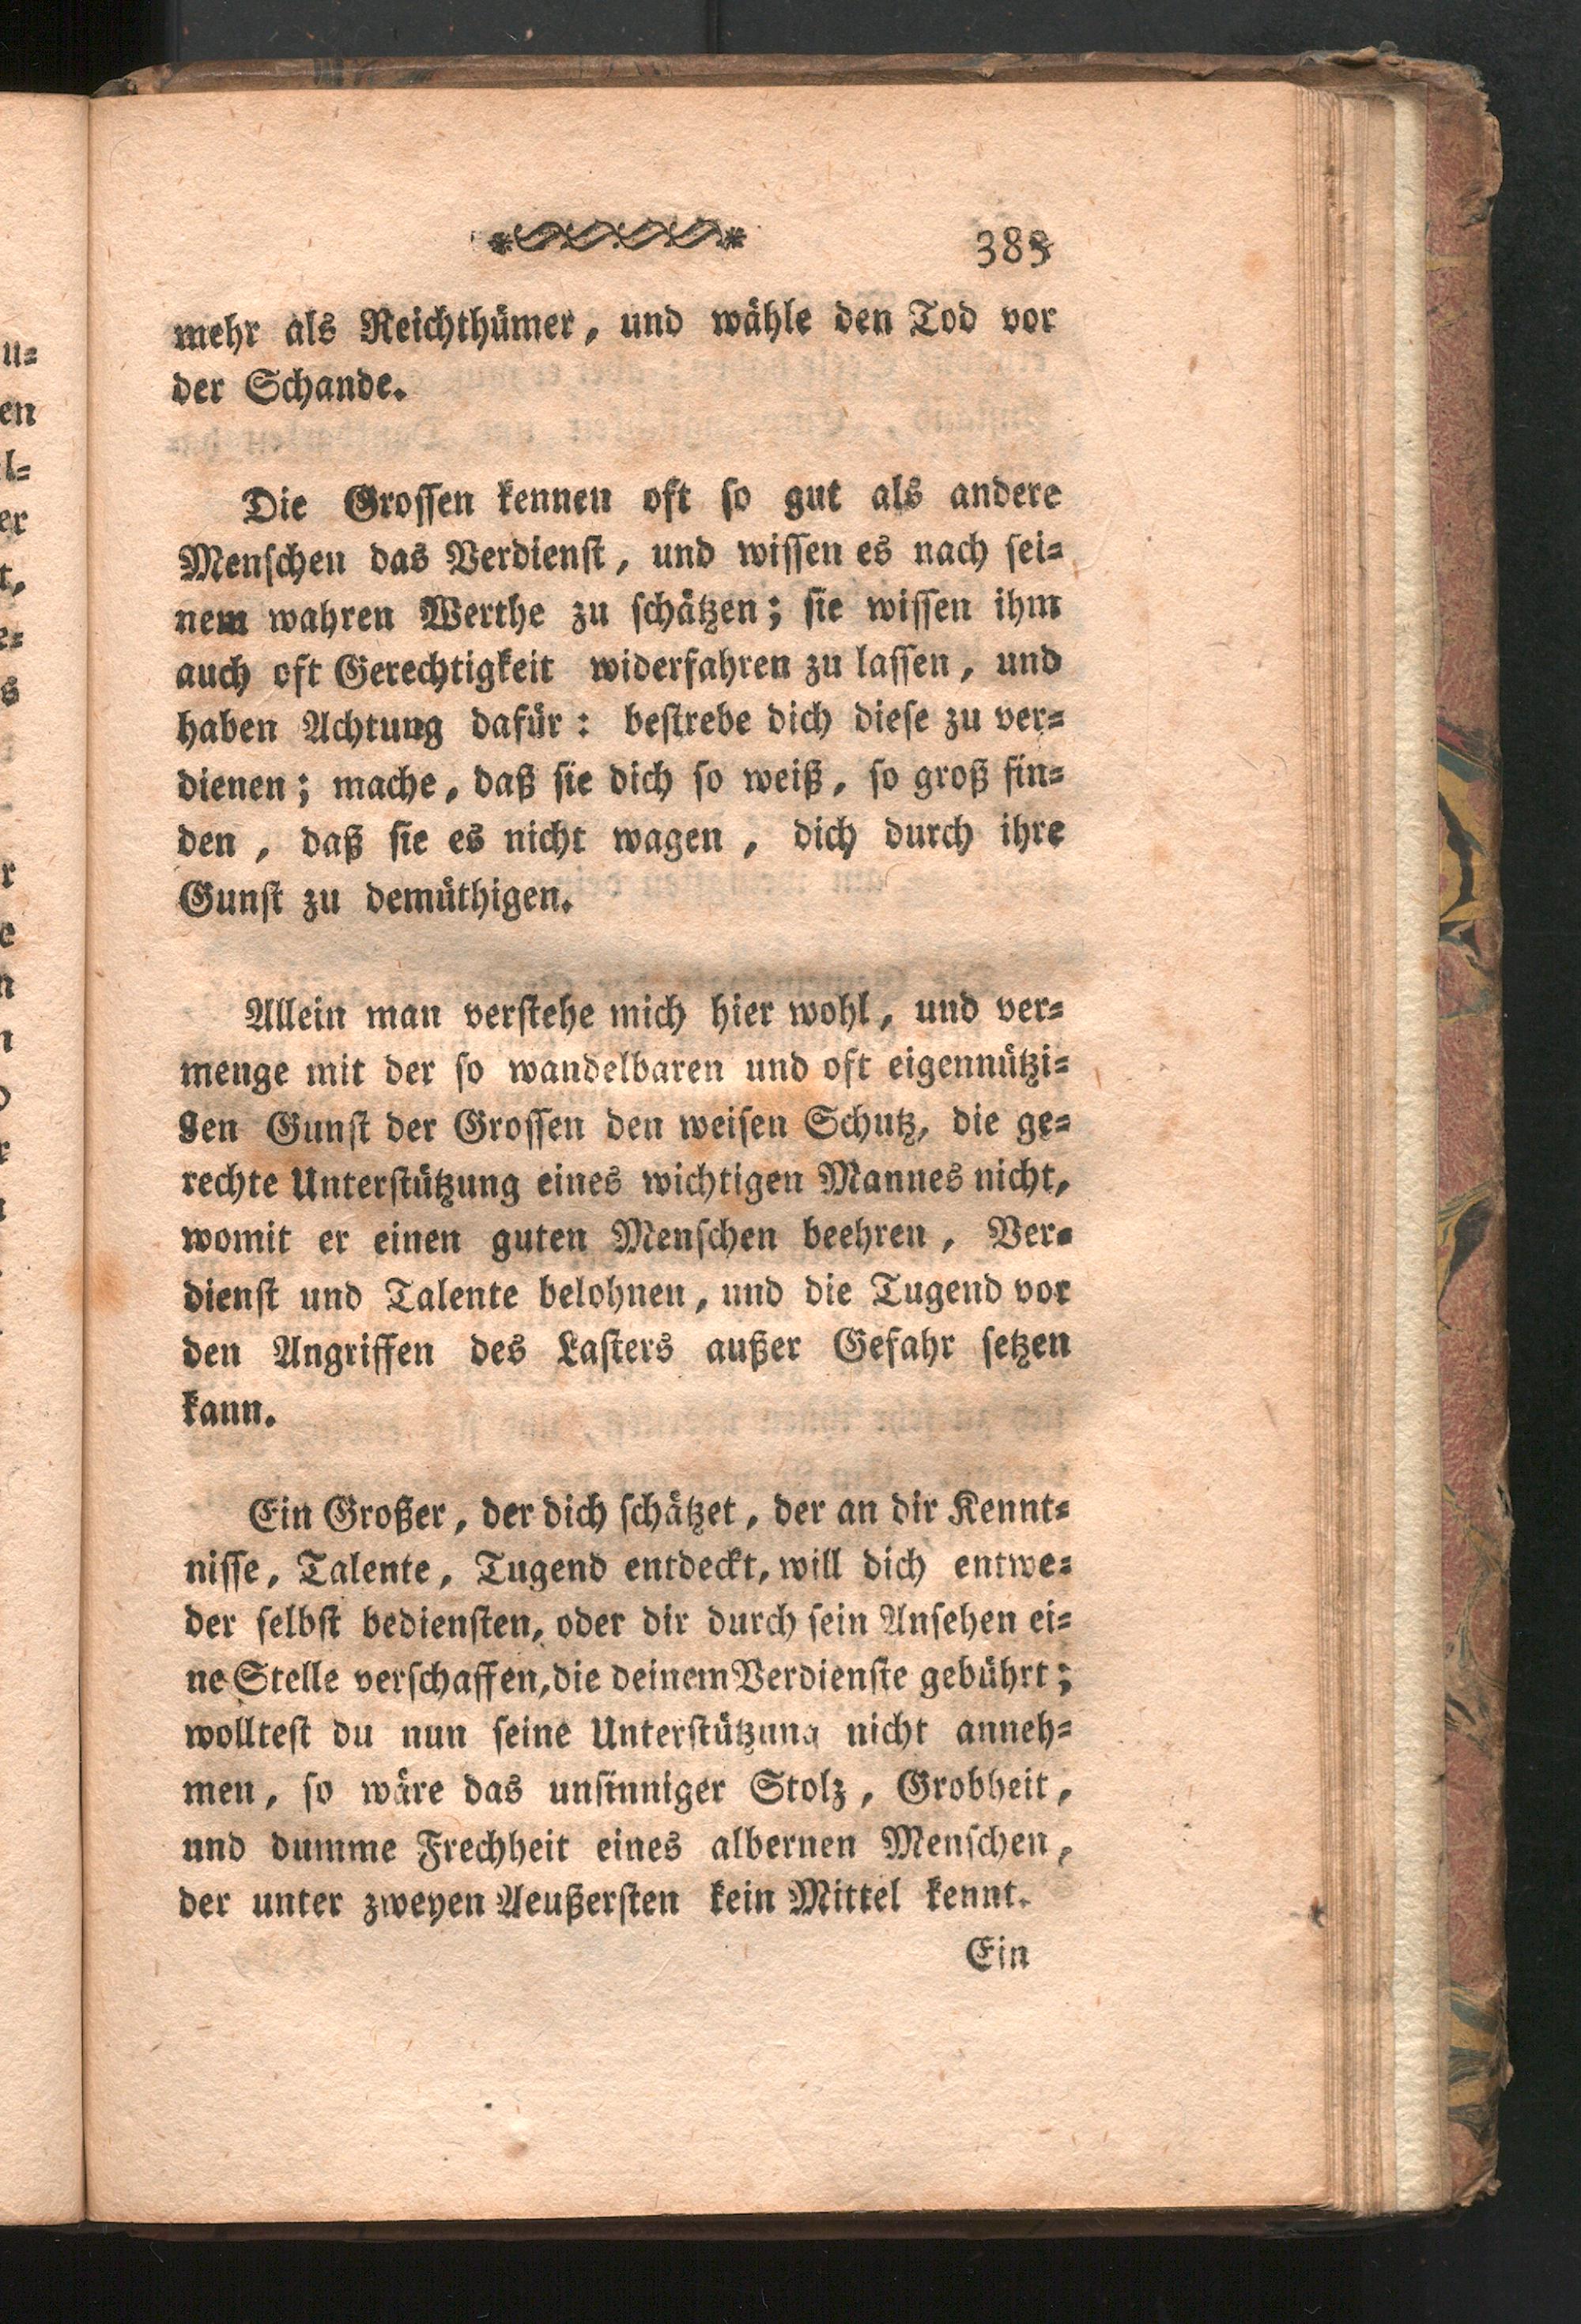 383
mehr als Reichthümer, und wähle den Tod vor
der Schande.
Die Grossen kennen oft so gut als andere
Menschen das Verdienst, und wissen es nach sei-
nem wahren Werthe zu schätzen; sie wissen ihm
auch oft Gerechtigkeit widerfahren zu lassen, und
haben Achtung dafür: bestrebe dich diese zu ver-
dienen; mache, daß sie dich so weiß, so groß fin-
den, daß sie es nicht wagen, dich durch ihre
Gunst zu demüthigen.
Allein man verstehe mich hier wohl, und ver-
menge mit der so wandelbaren und oft eigennützi-
gen Gunst der Grossen den weisen Schutz, die ge-
rechte Unterstützung eines wichtigen Mannes nicht,
womit er einen guten Menschen beehren, Ver-
dienst und Talente belohnen, und die Tugend vor
den Angriffen des Lasters außer Gefahr setzen
kann.
Ein Großer, der dich schätzet, der an dir Kennt-
nisse, Talente, Tugend entdeckt, will dich entwe-
der selbst bediensten, oder dir durch sein Ansehen ei-
ne Stelle verschaffen, die deinem Verdienste gebührt;
wolltest du nun seine Unterstützung nicht anneh-
men, so wäre das unsinniger Stolz, Grobheit,
und dumme Frechheit eines albernen Menschen,
der unter zweyen Aeußersten kein Mittel kennt.
Ein